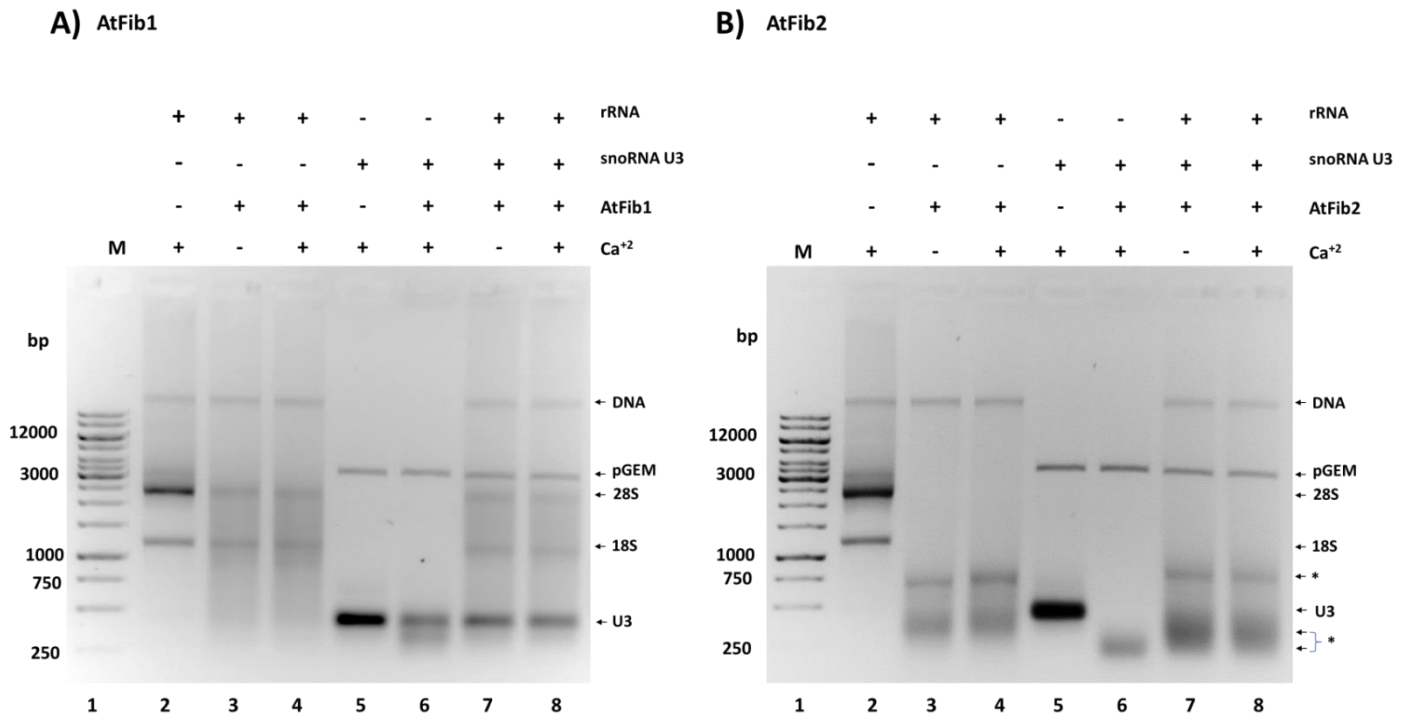 A) AtFib1
+ + + - - + + rRNA
- - - + + + + snoRNA U3
- + + - + + + AtFib1
M + - + + + - + Ca+2
bp
12000
3000
1000
750
250
← DNA
← pGEM
← 28S
← 18S
← U3
1 2 3 4 5 6 7 8
B) AtFib2
+ + + - - + + rRNA
- - - + + + + snoRNA U3
- + + - + + + AtFib2
M + - + + + - + Ca+2
bp
12000
3000
1000
750
250
← DNA
← pGEM
← 28S
← 18S
← *
← U3
← } *
←
1 2 3 4 5 6 7 8